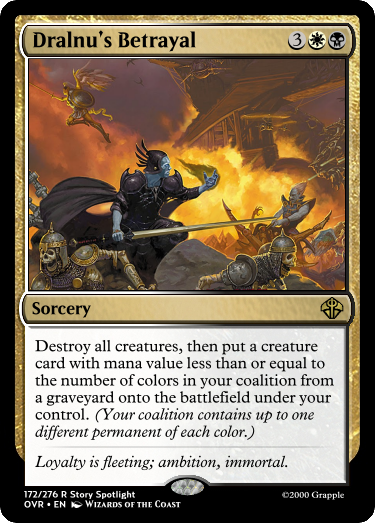 Dralnu's Betrayal 3
Sorcery
Destroy all creatures, then put a creature
card with mana value less than or equal to
the number of colors in your coalition from
a graveyard onto the battlefield under your
control. (Your coalition contains up to one
different permanent of each color.)
Loyalty is fleeting; ambition, immortal.
172/276 R Story Spotlight
OVR • EN Wizards of the Coast ©2000 Grapple